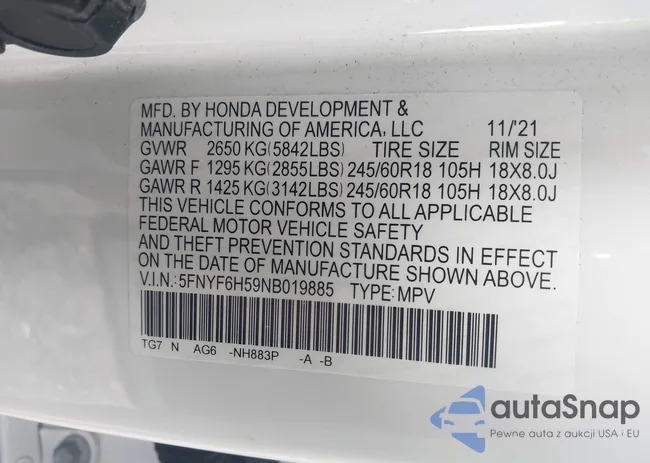 MFD. BY HONDA DEVELOPMENT &
MANUFACTURING OF AMERICA, LLC 11/'21
GVWR 2650 KG(5842LBS) TIRE SIZE RIM SIZE
GAWR F 1295 KG(2855LBS) 245/60R18 105H 18X8.0J
GAWR R 1425 KG(3142LBS) 245/60R18 105H 18X8.0J
THIS VEHICLE CONFORMS TO ALL APPLICABLE
FEDERAL MOTOR VEHICLE SAFETY
AND THEFT PREVENTION STANDARDS IN EFFECT
ON THE DATE OF MANUFACTURE SHOWN ABOVE.
V.I.N.: 5FNYF6H59NB019885 TYPE: MPV
TG7 N AG6 -NH883P -A -B
autaSnap
Pewne auta z aukcji USA i EU